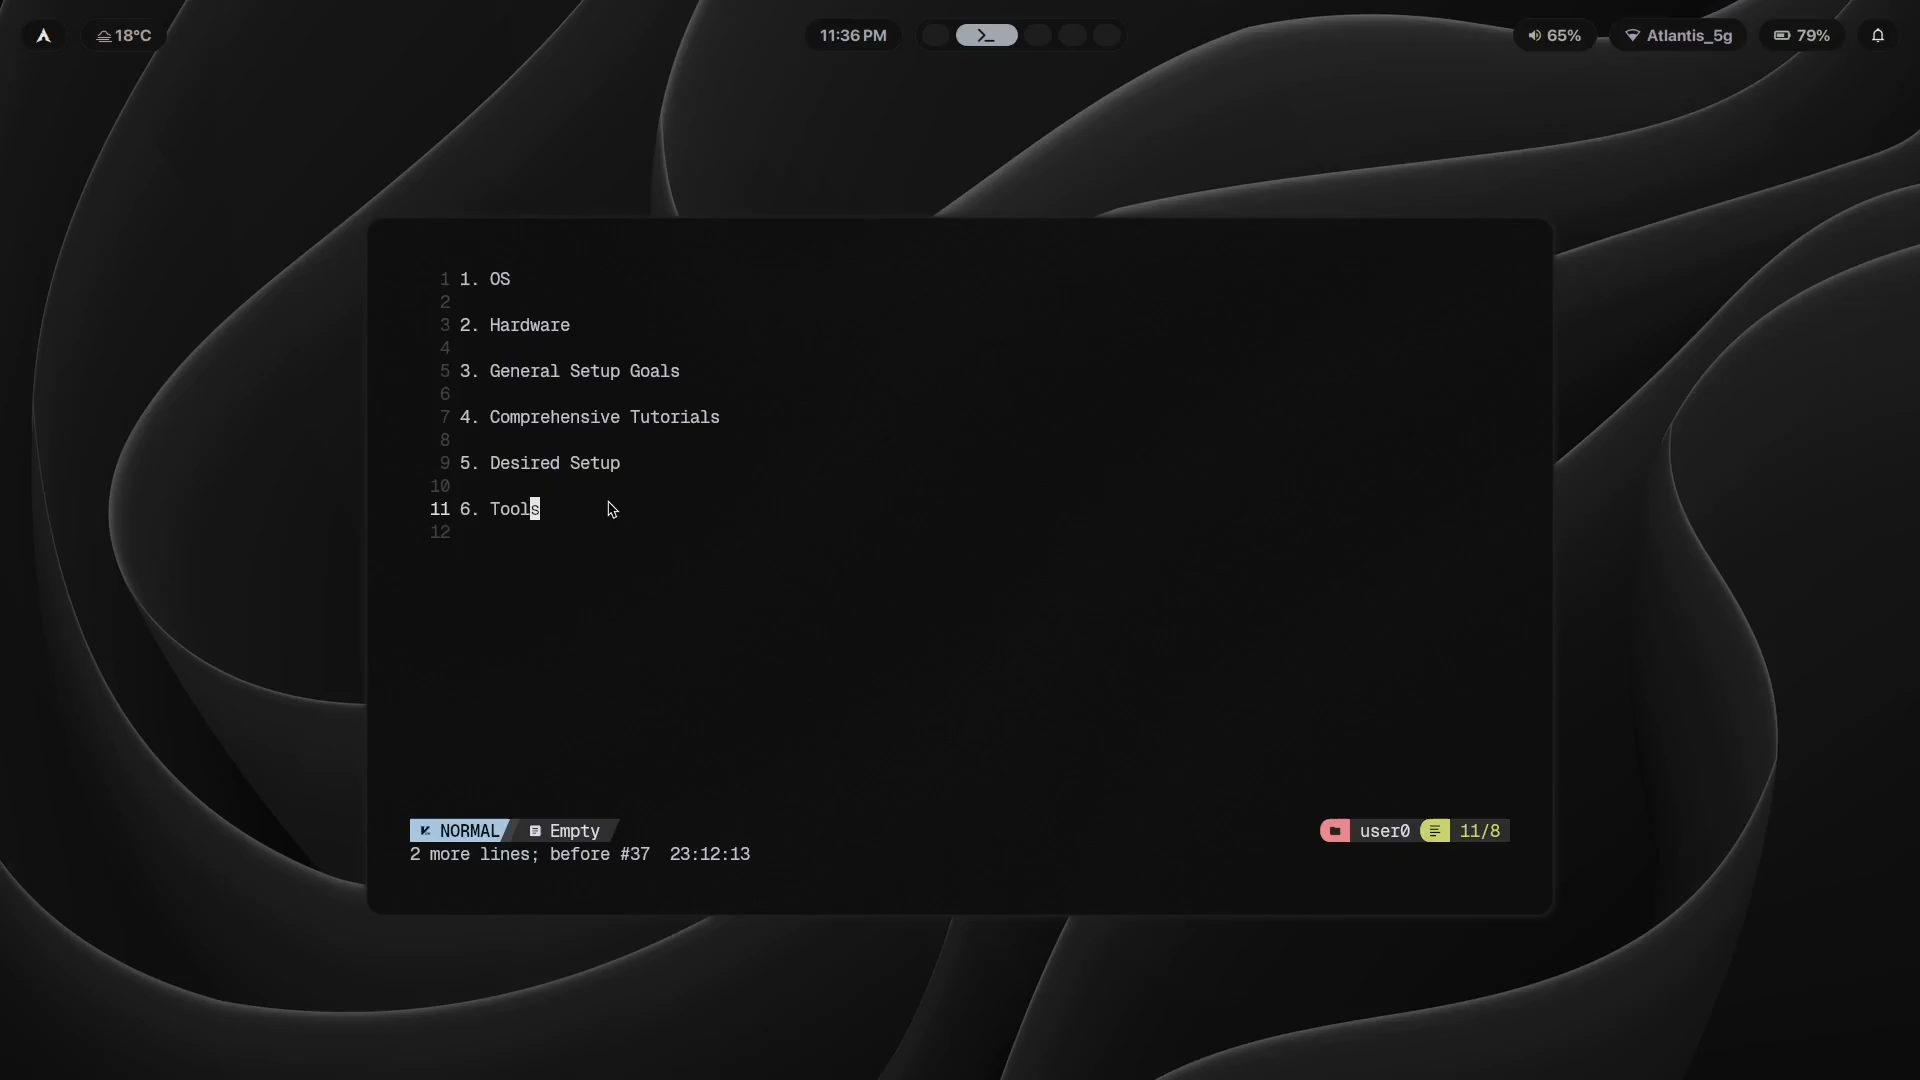 18°C
11:36 PM
65%
Atlantis_5g
79%
1 1. OS
2
3 2. Hardware
4
5 3. General Setup Goals
6
7 4. Comprehensive Tutorials
8
9 5. Desired Setup
10
11 6. Tools
12
NORMAL Empty user0 11/8
2 more lines; before #37 23:12:13